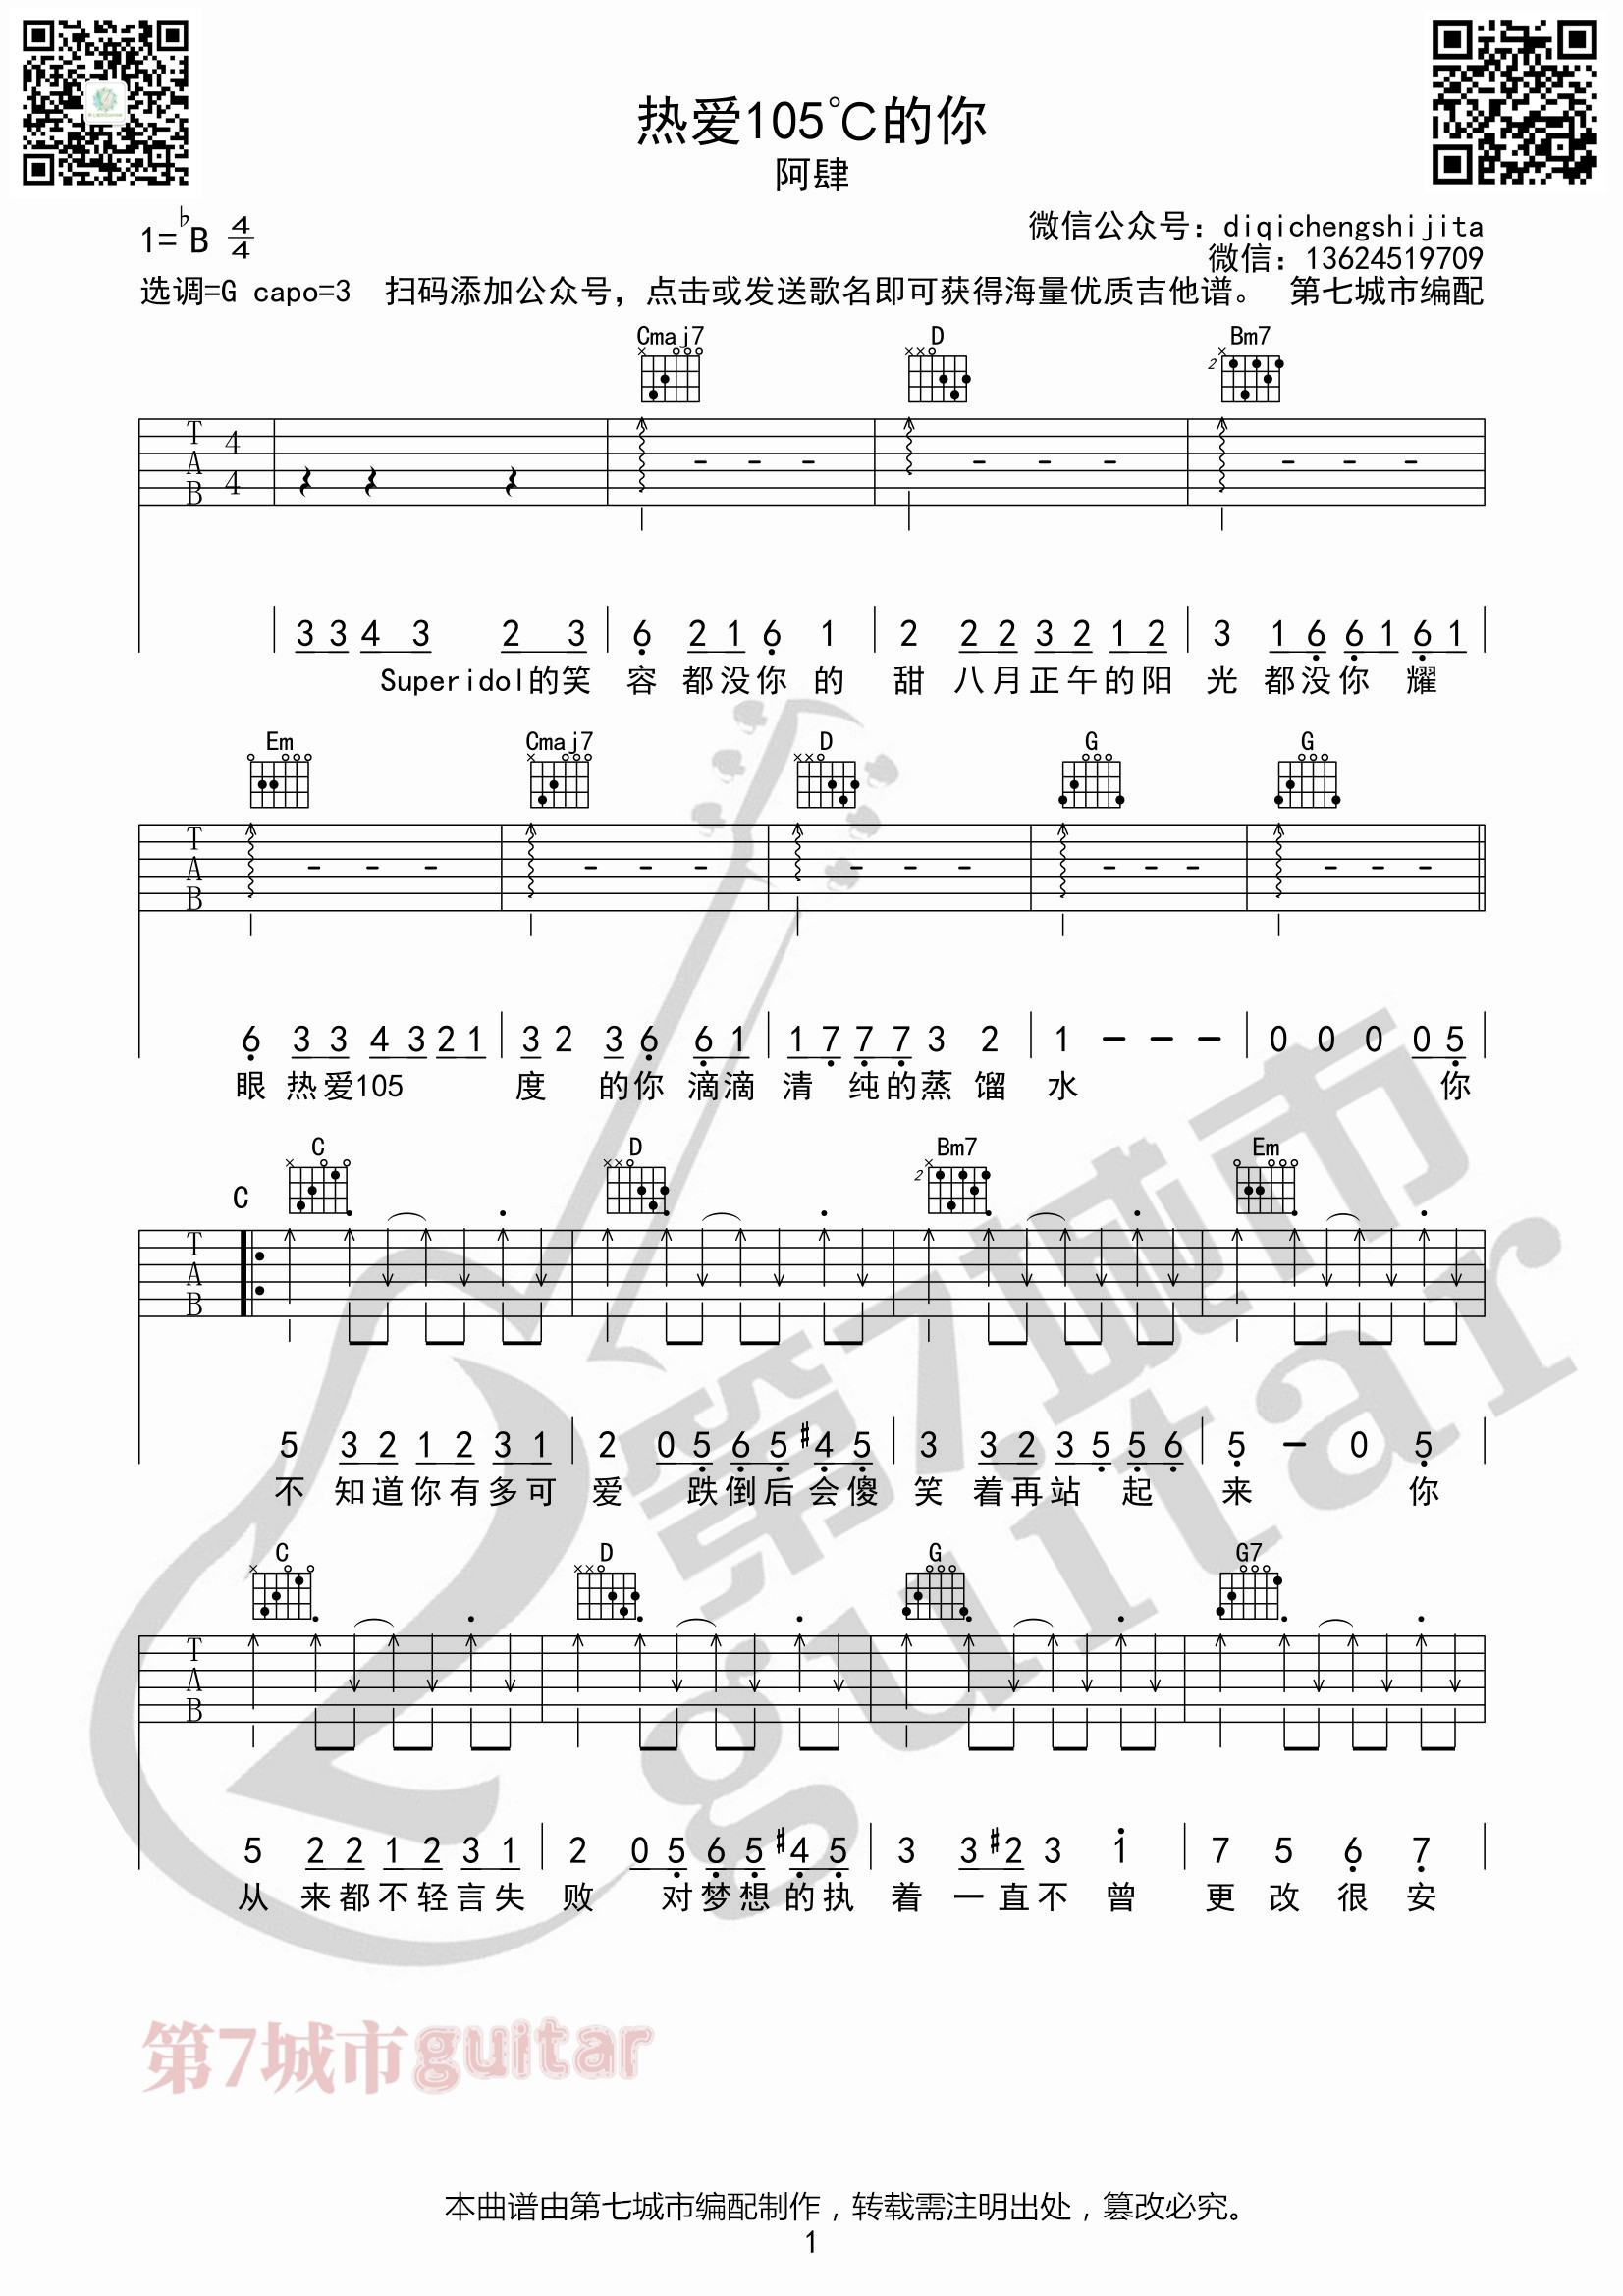 热爱105℃的你
阿肆
1=♭B 4/4
微信公众号：diqichengshijita
微信：13624519709
选调=G capo=3 扫码添加公众号，点击或发送歌名即可获得海量优质吉他谱。 第七城市编配
Cmaj7 D Bm7
T A B 4/4
3 3 4 3 2 3 | 6̣ 2 1 6̣ 1 | 2 2 2 3 2 1 2 | 3 1 6̣ 6̣ 1 6̣ 1 |
Superidol的笑 容 都没你 的 甜 八月正午的阳 光 都没你 耀
Em Cmaj7 D G G
T A B
6̣ 3 3 4 3 2 1 | 3 2 3 6̣ 6̣ 1 | 1 7̣ 7̣ 7̣ 3 2 | 1 - - - | 0 0 0 0 5̣ |
眼 热爱105 度 的你 滴滴 清 纯的蒸 馏 水 你
C D Bm7 Em
C
T A B
5 3 2 1 2 3 1 | 2 0 5̣ 6̣ 5̣ #4̣ 5̣ | 3 3 2 3 5̣ 5̣ 6̣ | 5̣ - 0 5̣ |
不 知道你有多可 爱 跌倒后会傻 笑 着再站 起 来 你
C D G G7
T A B
5 2 2 1 2 3 1 | 2 0 5̣ 6̣ 5̣ #4̣ 5̣ | 3 3 #2 3 1̇ | 7 5 6̣ 7̣ |
从 来都不轻言失 败 对梦想的执 着 一直不 曾 更 改 很 安
第7城市guitar
第7城市guitar
本曲谱由第七城市编配制作，转载需注明出处，篡改必究。
1